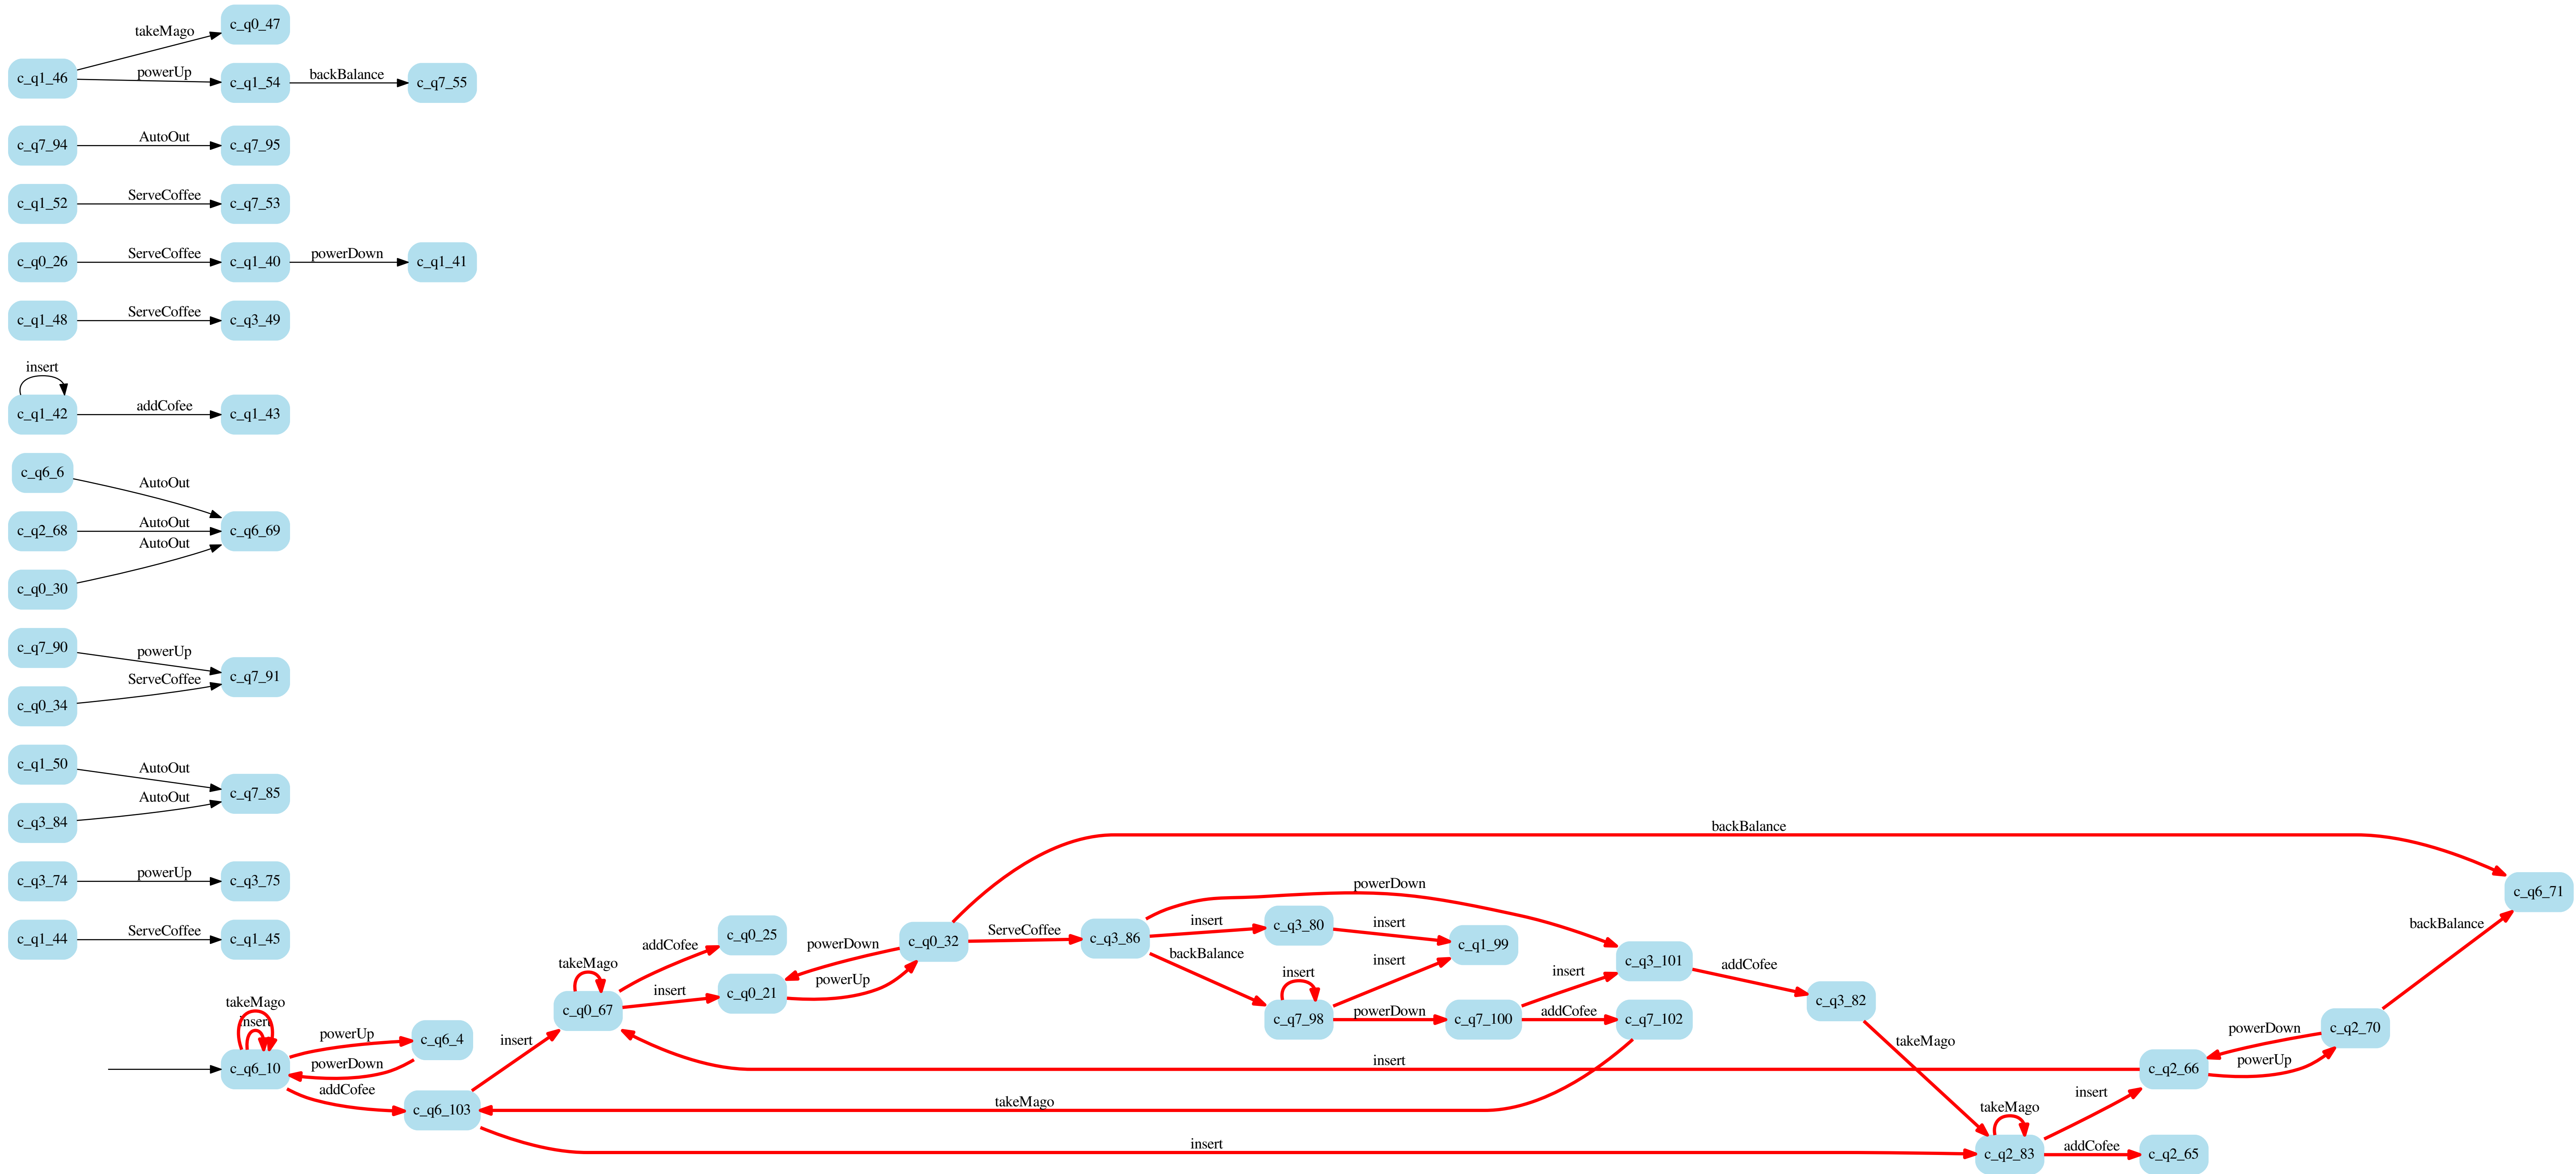 c_q1_46
takeMago
c_q0_47
powerUp
c_q1_54
backBalance
c_q7_55
c_q7_94
AutoOut
c_q7_95
c_q1_52
ServeCoffee
c_q7_53
c_q0_26
ServeCoffee
c_q1_40
powerDown
c_q1_41
c_q1_48
ServeCoffee
c_q3_49
insert
c_q1_42
addCofee
c_q1_43
c_q6_6
AutoOut
c_q2_68
AutoOut
c_q6_69
AutoOut
c_q0_30
c_q7_90
powerUp
c_q7_91
ServeCoffee
c_q0_34
c_q1_50
AutoOut
c_q7_85
AutoOut
c_q3_84
c_q3_74
powerUp
c_q3_75
c_q1_44
ServeCoffee
c_q1_45
takeMago
insert
c_q6_10
powerUp
c_q6_4
powerDown
addCofee
c_q6_103
insert
takeMago
c_q0_67
addCofee
c_q0_25
insert
c_q0_21
powerDown
powerUp
c_q0_32
backBalance
ServeCoffee
c_q3_86
powerDown
insert
c_q3_80
insert
c_q1_99
backBalance
insert
insert
c_q7_98
powerDown
c_q7_100
insert
c_q3_101
addCofee
c_q7_102
addCofee
c_q3_82
takeMago
insert
takeMago
insert
takeMago
c_q2_83
insert
c_q2_66
addCofee
c_q2_65
powerDown
powerUp
c_q2_70
backBalance
c_q6_71